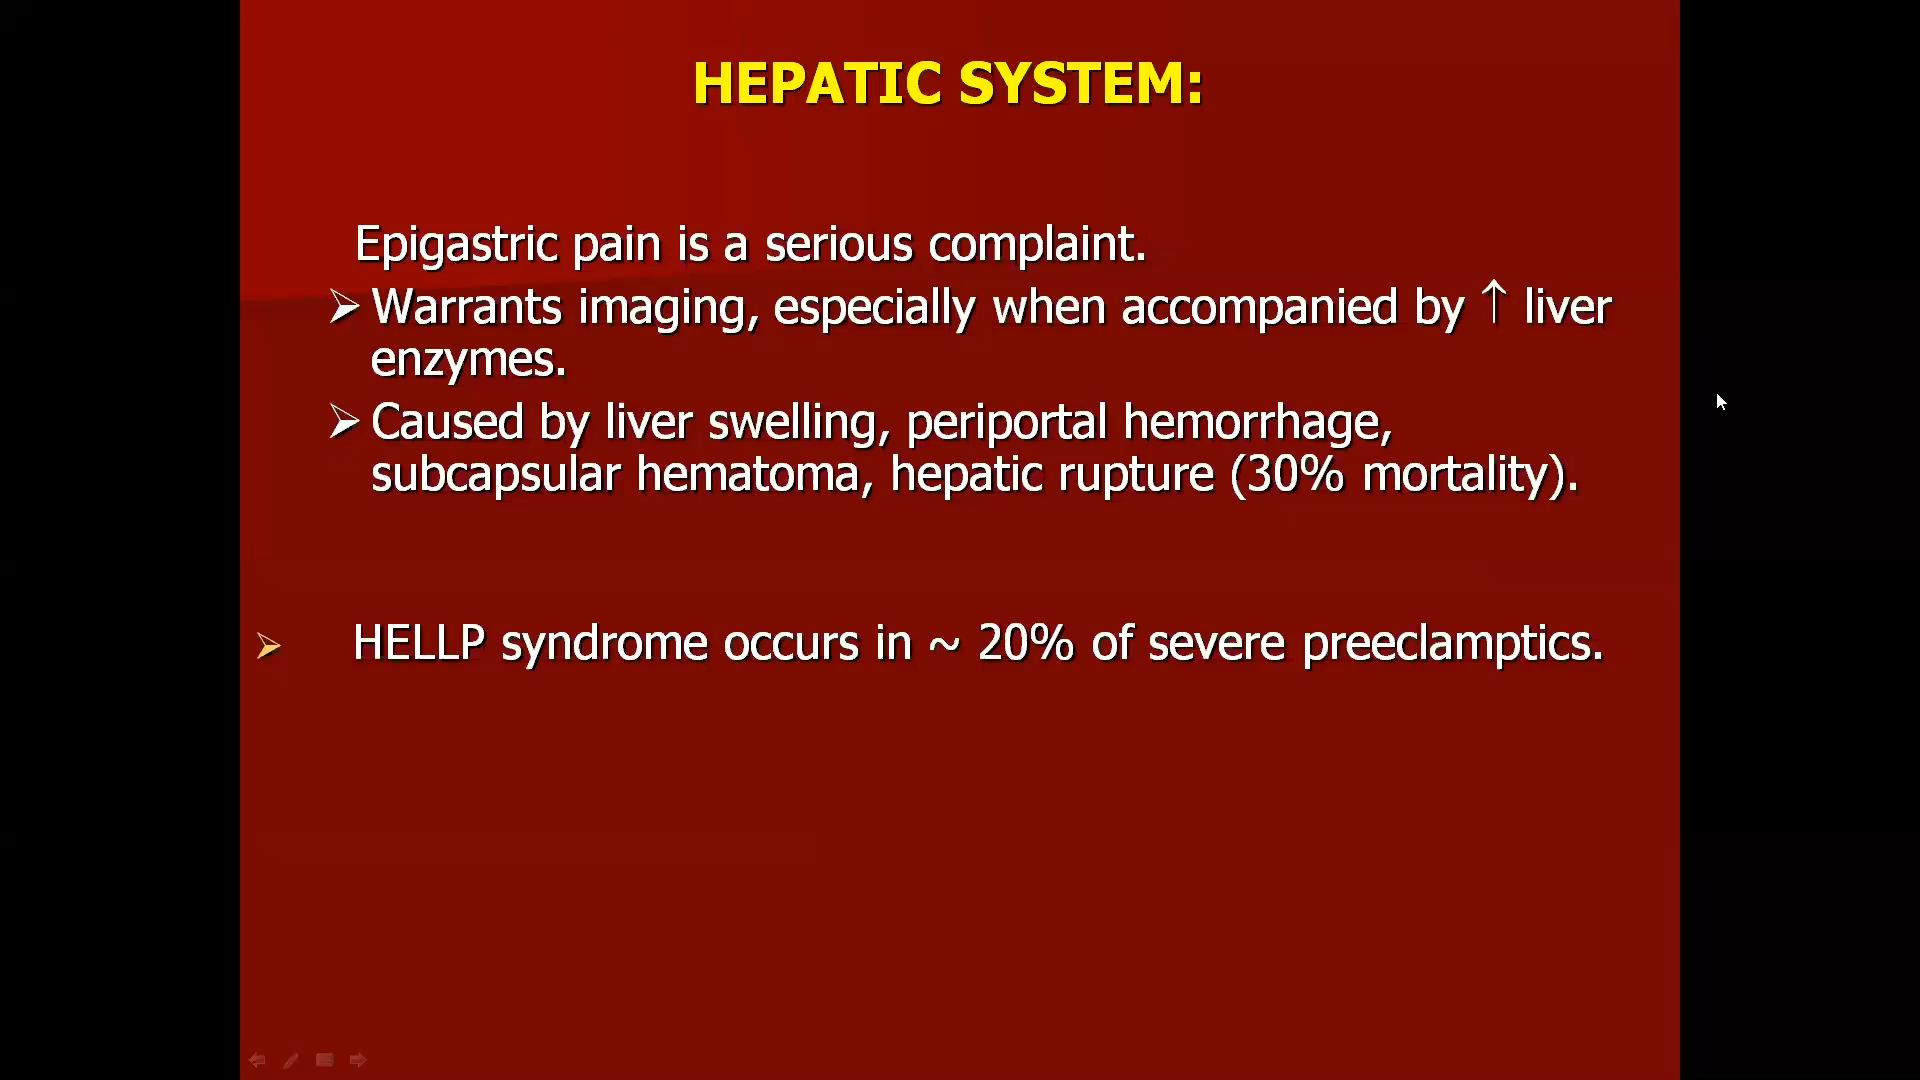 HEPATIC SYSTEM:
Epigastric pain is a serious complaint.
➢ Warrants imaging, especially when accompanied by ↑ liver
enzymes.
➢ Caused by liver swelling, periportal hemorrhage,
subcapsular hematoma, hepatic rupture (30% mortality).
➢ HELLP syndrome occurs in ~ 20% of severe preeclamptics.